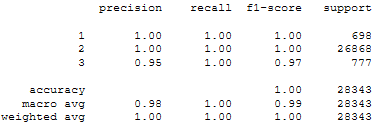 precision recall f1-score support
1 1.00 1.00 1.00 698
2 1.00 1.00 1.00 26868
3 0.95 1.00 0.97 777
accuracy 1.00 28343
macro avg 0.98 1.00 0.99 28343
weighted avg 1.00 1.00 1.00 28343